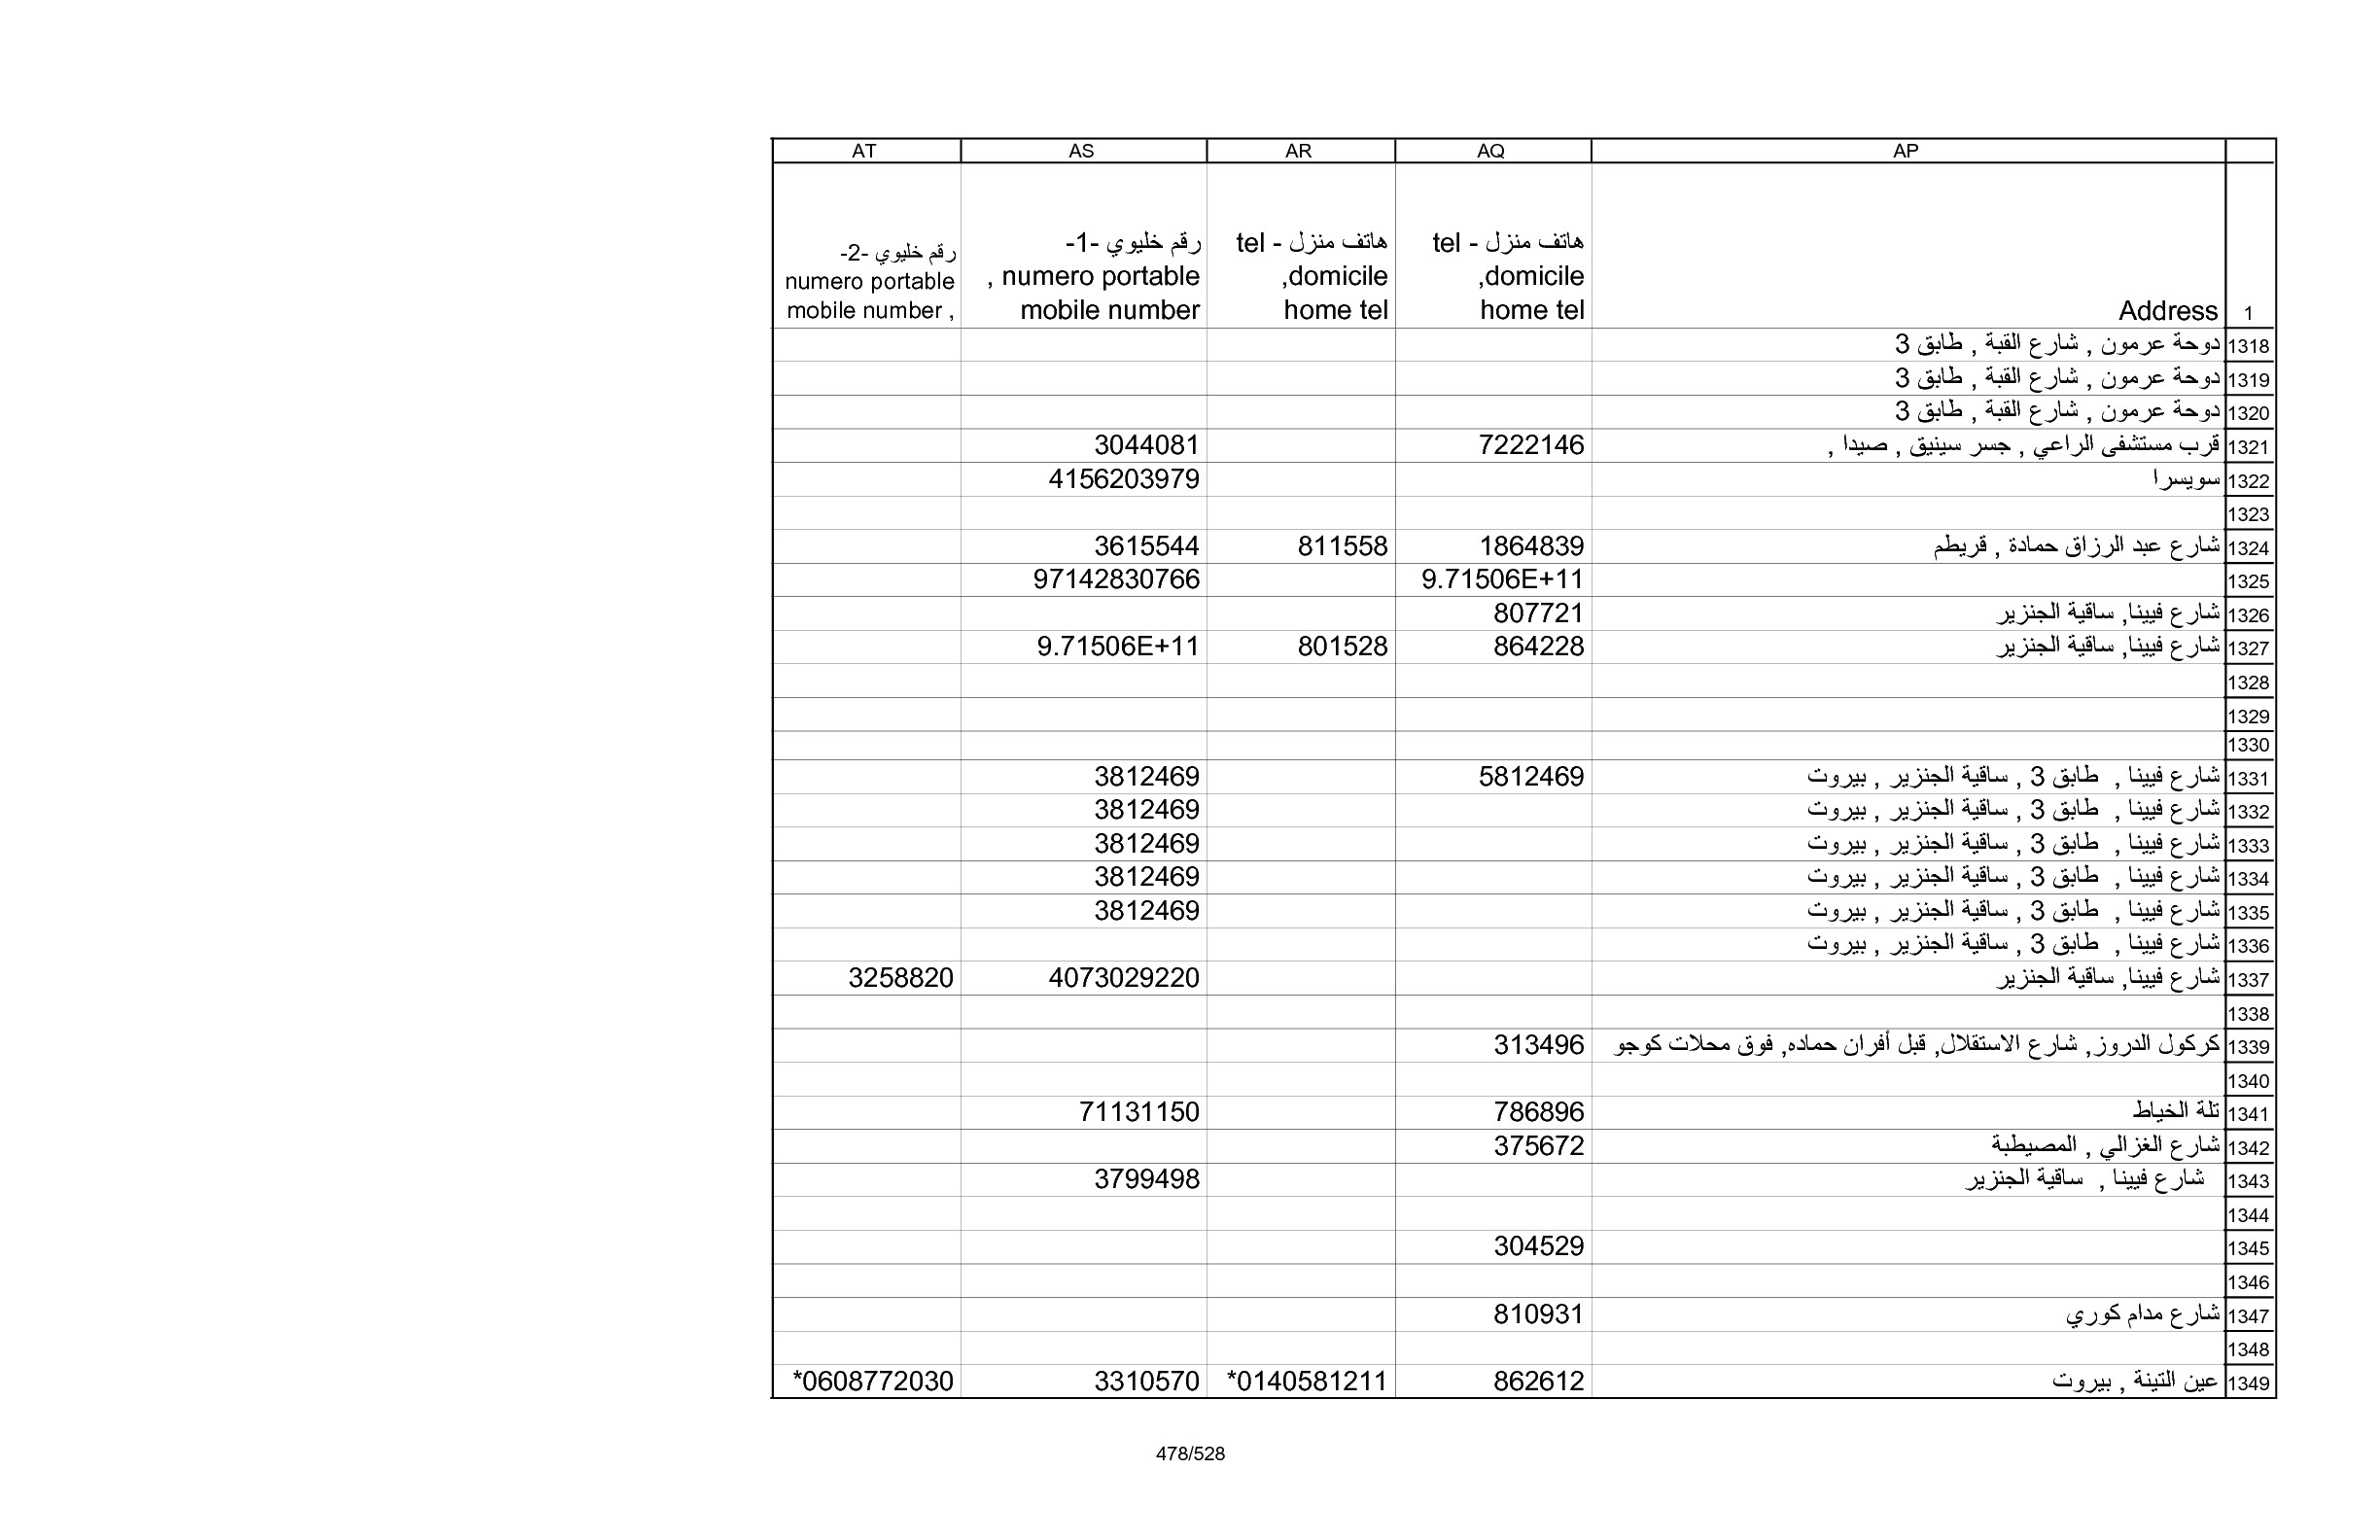 AP AQ AR AS AT
1 Address هاتف منزل - tel domicile, home tel هاتف منزل - tel domicile, home tel رقم خليوي -1- numero portable , mobile number رقم خليوي -2- numero portable mobile number ,
1318 دوحة عرمون , شارع القبة , طابق 3
1319 دوحة عرمون , شارع القبة , طابق 3
1320 دوحة عرمون , شارع القبة , طابق 3
1321 قرب مستشفى الراعي , جسر سينيق , صيدا , 7222146 3044081
1322 سويسرا 4156203979
1323
1324 شارع عبد الرزاق حمادة , قريطم 1864839 811558 3615544
1325 9.71506E+11 97142830766
1326 شارع فيينا, ساقية الجنزير 807721
1327 شارع فيينا, ساقية الجنزير 864228 801528 9.71506E+11
1328
1329
1330
1331 شارع فيينا , طابق 3 , ساقية الجنزير , بيروت 5812469 3812469
1332 شارع فيينا , طابق 3 , ساقية الجنزير , بيروت 3812469
1333 شارع فيينا , طابق 3 , ساقية الجنزير , بيروت 3812469
1334 شارع فيينا , طابق 3 , ساقية الجنزير , بيروت 3812469
1335 شارع فيينا , طابق 3 , ساقية الجنزير , بيروت 3812469
1336 شارع فيينا , طابق 3 , ساقية الجنزير , بيروت
1337 شارع فيينا, ساقية الجنزير 4073029220 3258820
1338
1339 كركول الدروز, شارع الاستقلال, قبل أفران حماده, فوق محلات كوجو 313496
1340
1341 تلة الخياط 786896 71131150
1342 شارع الغزالي , المصيطبة 375672
1343 شارع فيينا , ساقية الجنزير 3799498
1344
1345 304529
1346
1347 شارع مدام كوري 810931
1348
1349 عين التينة , بيروت 862612 *0140581211 3310570 *0608772030
478/528